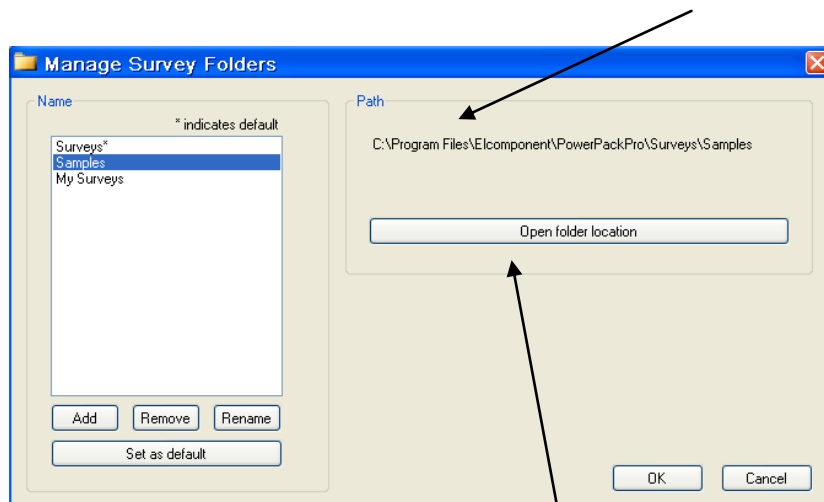 Manage Survey Folders
Name
* indicates default
Surveys*
Samples
My Surveys
Add Remove Rename
Set as default
Path
C:\Program Files\Elcomponent\PowerPackPro\Surveys\Samples
Open folder location
OK Cancel